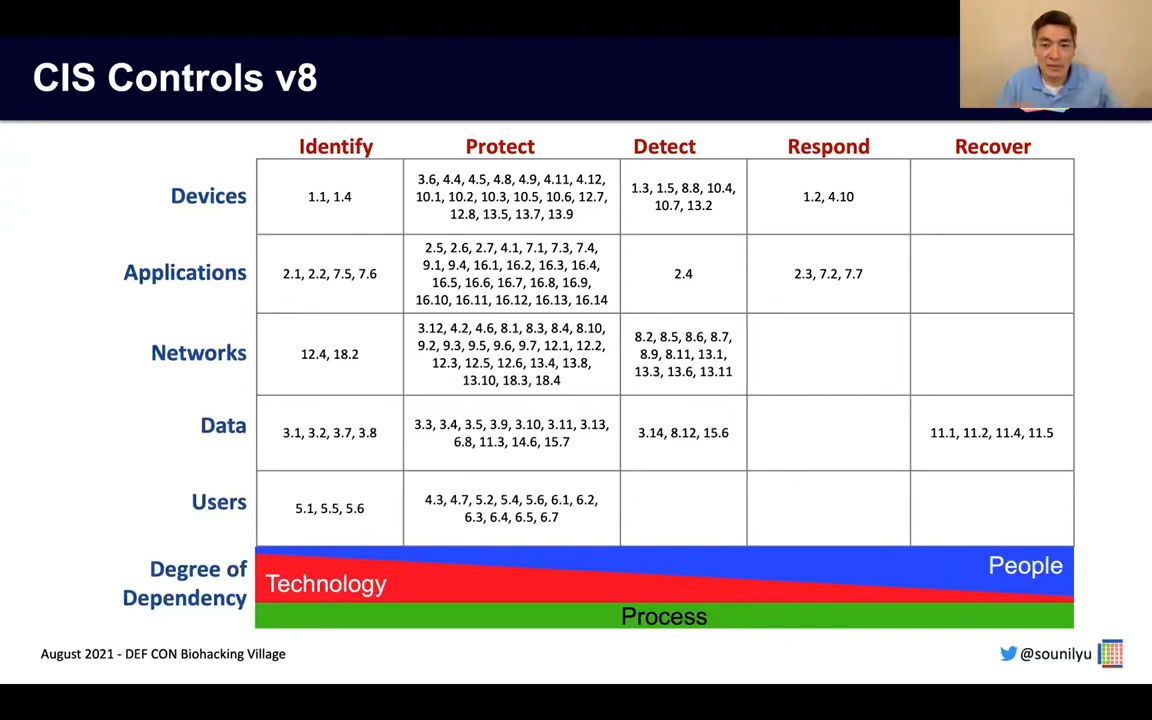 CIS Controls v8
Identify Protect Detect Respond Recover
Devices
1.1, 1.4
3.6, 4.4, 4.5, 4.8, 4.9, 4.11, 4.12,
10.1, 10.2, 10.3, 10.5, 10.6, 12.7,
12.8, 13.5, 13.7, 13.9
1.3, 1.5, 8.8, 10.4,
10.7, 13.2
1.2, 4.10
Applications
2.1, 2.2, 7.5, 7.6
2.5, 2.6, 2.7, 4.1, 7.1, 7.3, 7.4,
9.1, 9.4, 16.1, 16.2, 16.3, 16.4,
16.5, 16.6, 16.7, 16.8, 16.9,
16.10, 16.11, 16.12, 16.13, 16.14
2.4
2.3, 7.2, 7.7
Networks
12.4, 18.2
3.12, 4.2, 4.6, 8.1, 8.3, 8.4, 8.10,
9.2, 9.3, 9.5, 9.6, 9.7, 12.1, 12.2,
12.3, 12.5, 12.6, 13.4, 13.8,
13.10, 18.3, 18.4
8.2, 8.5, 8.6, 8.7,
8.9, 8.11, 13.1,
13.3, 13.6, 13.11
Data
3.1, 3.2, 3.7, 3.8
3.3, 3.4, 3.5, 3.9, 3.10, 3.11, 3.13,
6.8, 11.3, 14.6, 15.7
3.14, 8.12, 15.6
11.1, 11.2, 11.4, 11.5
Users
5.1, 5.5, 5.6
4.3, 4.7, 5.2, 5.4, 5.6, 6.1, 6.2,
6.3, 6.4, 6.5, 6.7
Degree of
Dependency
Technology
People
Process
August 2021 - DEF CON Biohacking Village
@sounilyu